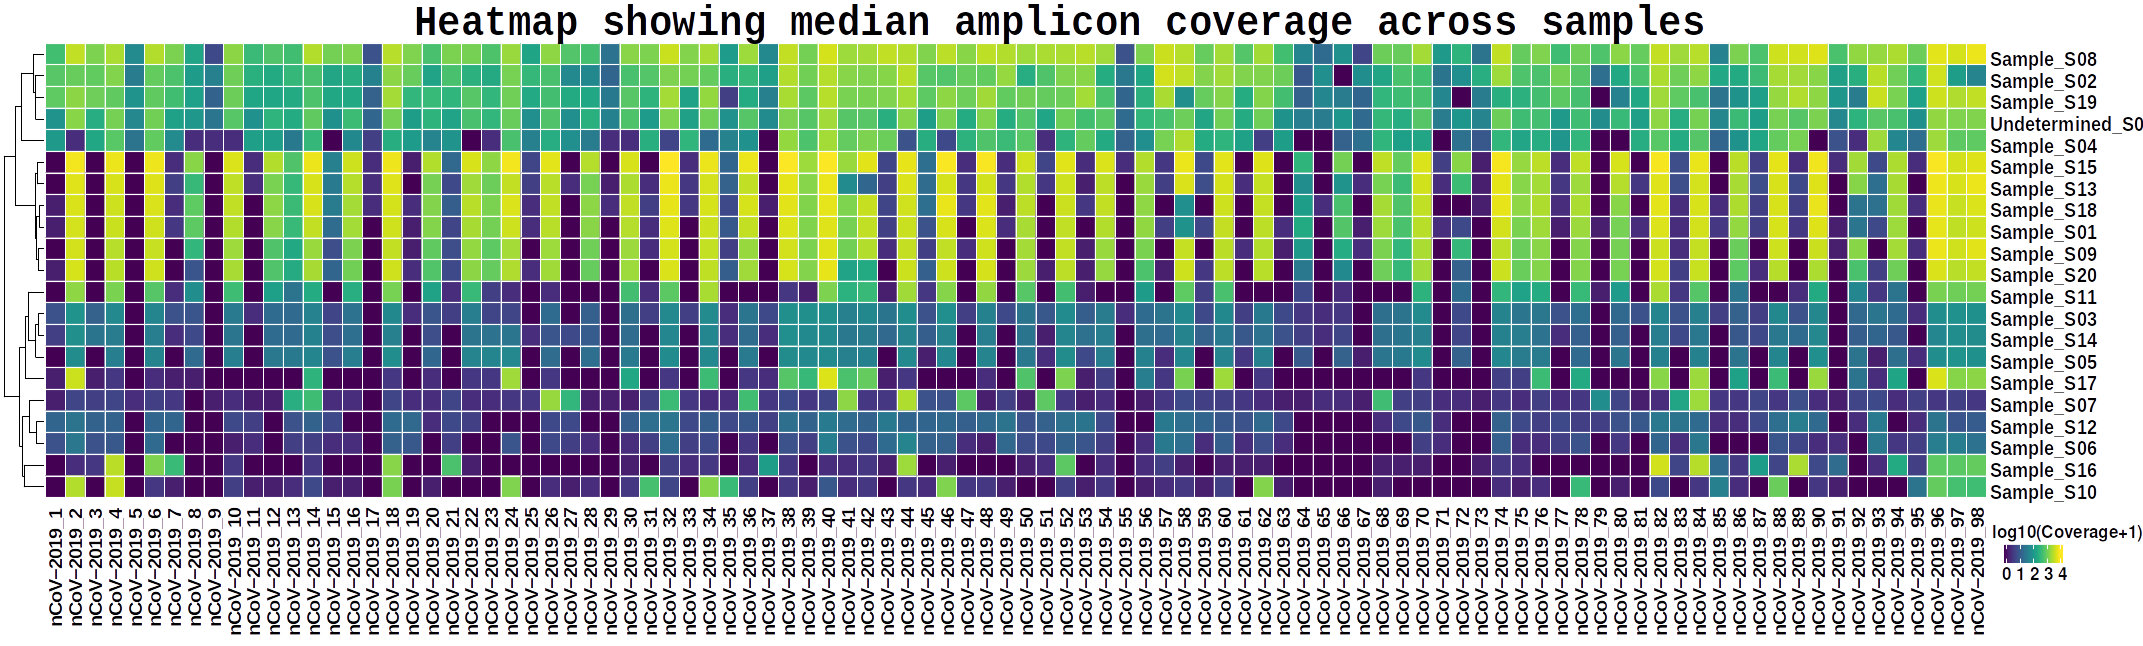 Heatmap showing median amplicon coverage across samples
Sample_S08
Sample_S02
Sample_S19
Undetermined_S0
Sample_S04
Sample_S15
Sample_S13
Sample_S18
Sample_S01
Sample_S09
Sample_S20
Sample_S11
Sample_S03
Sample_S14
Sample_S05
Sample_S17
Sample_S07
Sample_S12
Sample_S06
Sample_S16
Sample_S10
nCoV-2019_1
nCoV-2019_2
nCoV-2019_3
nCoV-2019_4
nCoV-2019_5
nCoV-2019_6
nCoV-2019_7
nCoV-2019_8
nCoV-2019_9
nCoV-2019_10
nCoV-2019_11
nCoV-2019_12
nCoV-2019_13
nCoV-2019_14
nCoV-2019_15
nCoV-2019_16
nCoV-2019_17
nCoV-2019_18
nCoV-2019_19
nCoV-2019_20
nCoV-2019_21
nCoV-2019_22
nCoV-2019_23
nCoV-2019_24
nCoV-2019_25
nCoV-2019_26
nCoV-2019_27
nCoV-2019_28
nCoV-2019_29
nCoV-2019_30
nCoV-2019_31
nCoV-2019_32
nCoV-2019_33
nCoV-2019_34
nCoV-2019_35
nCoV-2019_36
nCoV-2019_37
nCoV-2019_38
nCoV-2019_39
nCoV-2019_40
nCoV-2019_41
nCoV-2019_42
nCoV-2019_43
nCoV-2019_44
nCoV-2019_45
nCoV-2019_46
nCoV-2019_47
nCoV-2019_48
nCoV-2019_49
nCoV-2019_50
nCoV-2019_51
nCoV-2019_52
nCoV-2019_53
nCoV-2019_54
nCoV-2019_55
nCoV-2019_56
nCoV-2019_57
nCoV-2019_58
nCoV-2019_59
nCoV-2019_60
nCoV-2019_61
nCoV-2019_62
nCoV-2019_63
nCoV-2019_64
nCoV-2019_65
nCoV-2019_66
nCoV-2019_67
nCoV-2019_68
nCoV-2019_69
nCoV-2019_70
nCoV-2019_71
nCoV-2019_72
nCoV-2019_73
nCoV-2019_74
nCoV-2019_75
nCoV-2019_76
nCoV-2019_77
nCoV-2019_78
nCoV-2019_79
nCoV-2019_80
nCoV-2019_81
nCoV-2019_82
nCoV-2019_83
nCoV-2019_84
nCoV-2019_85
nCoV-2019_86
nCoV-2019_87
nCoV-2019_88
nCoV-2019_89
nCoV-2019_90
nCoV-2019_91
nCoV-2019_92
nCoV-2019_93
nCoV-2019_94
nCoV-2019_95
nCoV-2019_96
nCoV-2019_97
nCoV-2019_98
log10(Coverage+1)
0 1 2 3 4